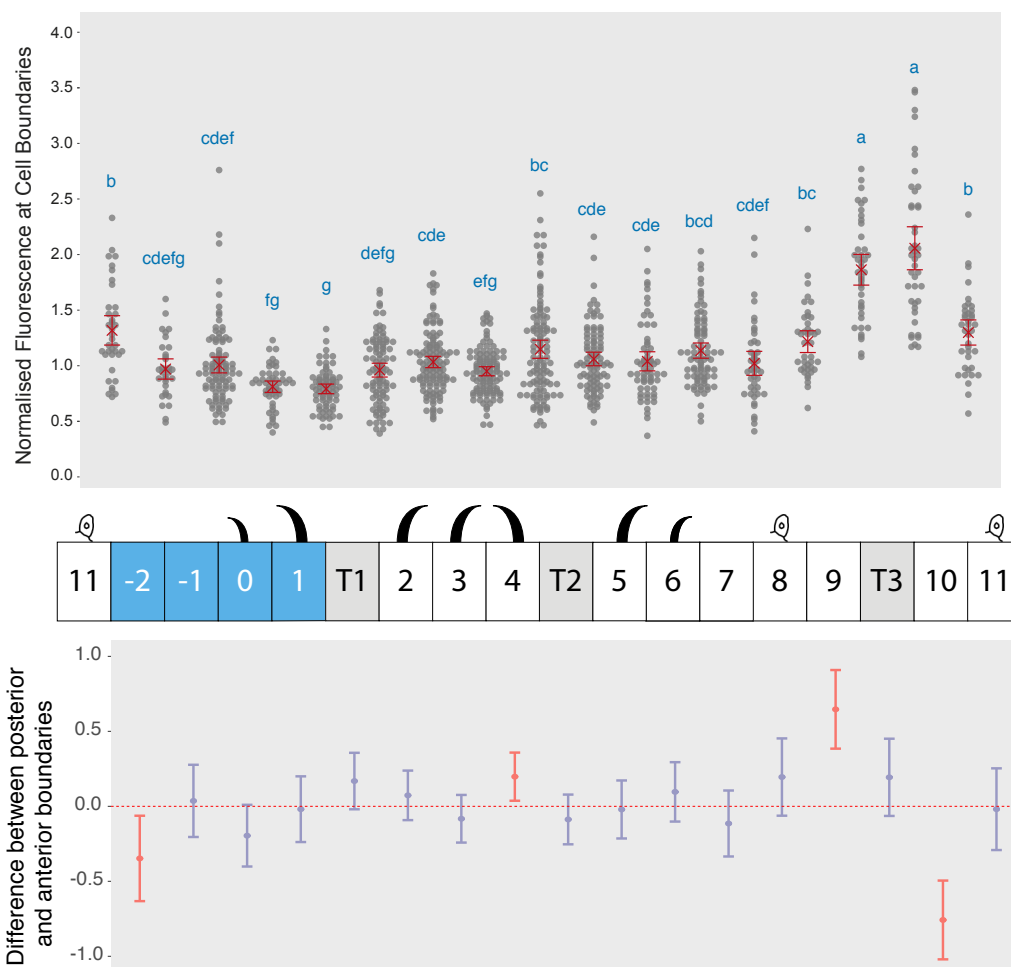 Normalised Fluorescence at Cell Boundaries
4.0
3.5
3.0
2.5
2.0
1.5
1.0
0.5
0.0
b
cdefg
cdef
fg
g
defg
cde
efg
bc
cde
cde
bcd
cdef
bc
a
a
b
11 -2 -1 0 1 T1 2 3 4 T2 5 6 7 8 9 T3 10 11
Difference between posterior
and anterior boundaries
1.0
0.5
0.0
-0.5
-1.0